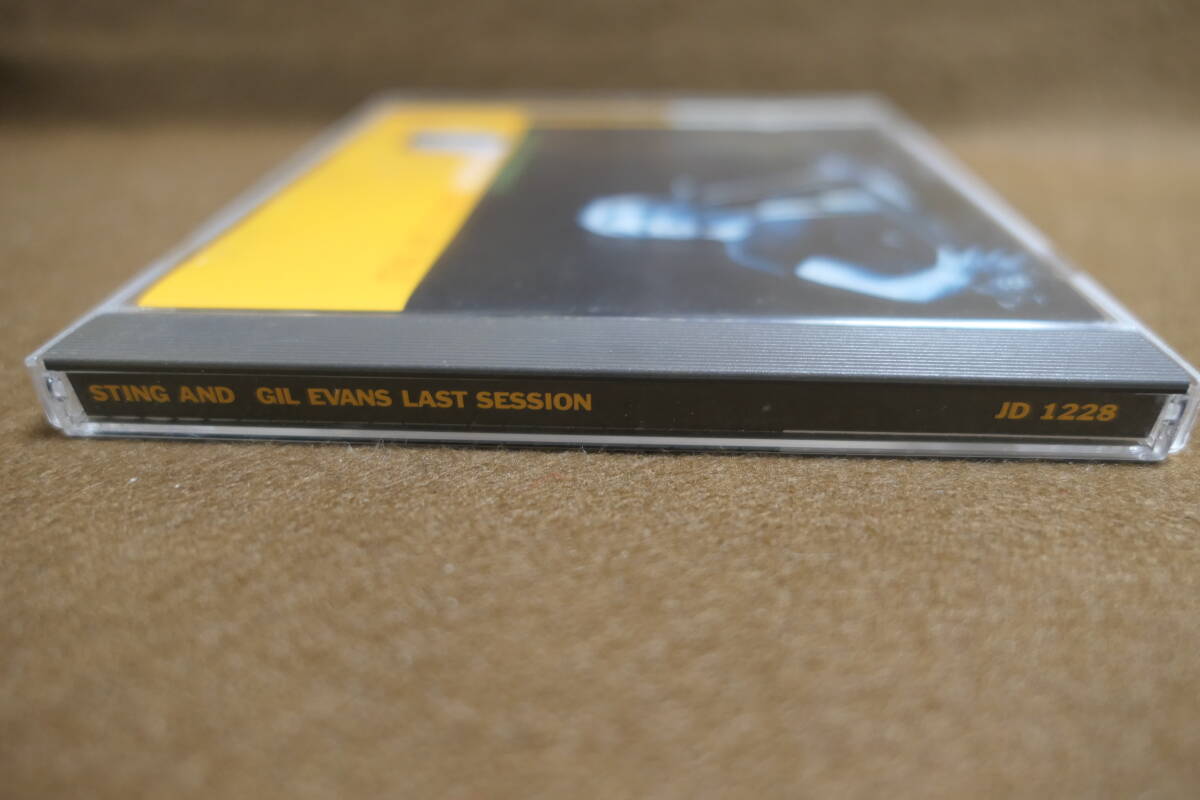 STING AND GIL EVANS LAST SESSION JD 1228